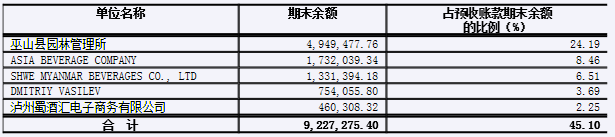 单位名称 期末余额 占预收账款期末余额
的比例（%）
巫山县园林管理所 4,949,477.76 24.19
ASIA BEVERAGE COMPANY 1,732,039.34 8.46
SHWE MYANMAR BEVERAGES CO., LTD 1,331,394.18 6.51
DMITRIY VASILEV 754,055.80 3.69
泸州蜀酒汇电子商务有限公司 460,308.32 2.25
合 计 9,227,275.40 45.10